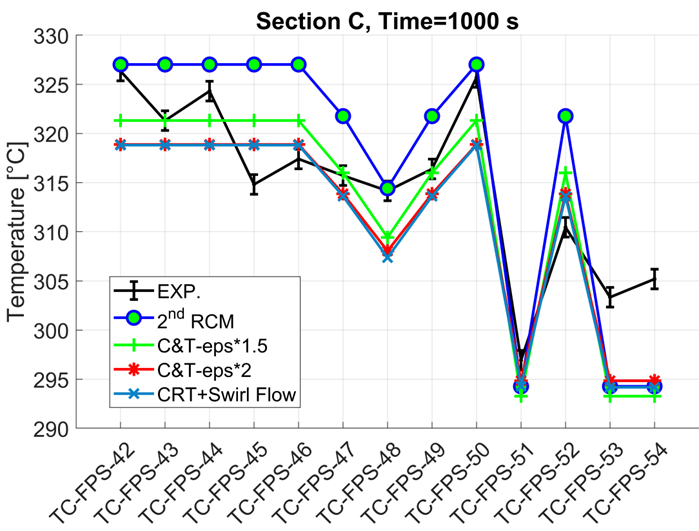 Section C, Time=1000 s
Temperature [°C]
330
325
320
315
310
305
300
295
290
EXP.
2nd RCM
C&T-eps*1.5
C&T-eps*2
CRT+Swirl Flow
TC-FPS-42
TC-FPS-43
TC-FPS-44
TC-FPS-45
TC-FPS-46
TC-FPS-47
TC-FPS-48
TC-FPS-49
TC-FPS-50
TC-FPS-51
TC-FPS-52
TC-FPS-53
TC-FPS-54